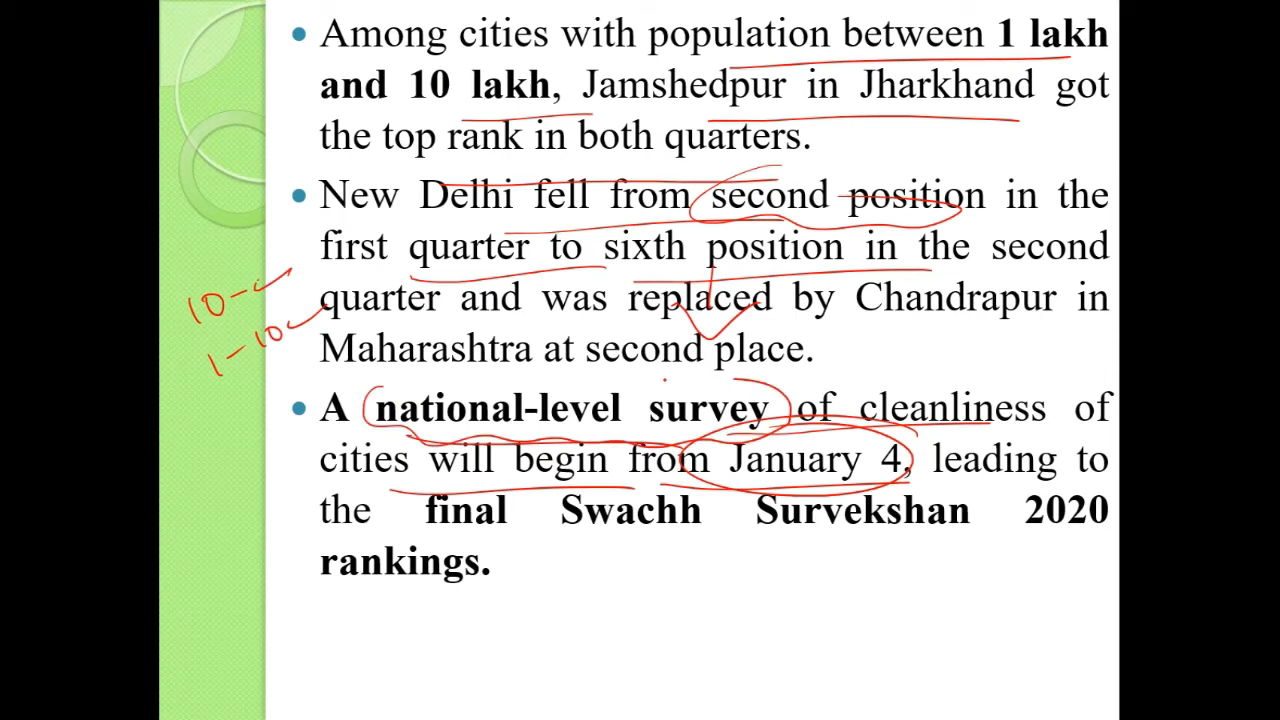 • Among cities with population between 1 lakh
and 10 lakh, Jamshedpur in Jharkhand got
the top rank in both quarters.
• New Delhi fell from second position in the
first quarter to sixth position in the second
quarter and was replaced by Chandrapur in
Maharashtra at second place.
10-
1-10
• A national-level survey of cleanliness of
cities will begin from January 4, leading to
the final Swachh Survekshan 2020
rankings.